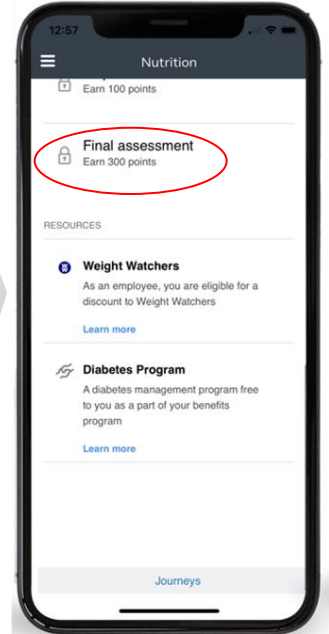 12:57
Nutrition
Earn 100 points
Final assessment
Earn 300 points
RESOURCES
Weight Watchers
As an employee, you are eligible for a
discount to Weight Watchers
Learn more
Diabetes Program
A diabetes management program free
to you as a part of your benefits
program
Learn more
Journeys